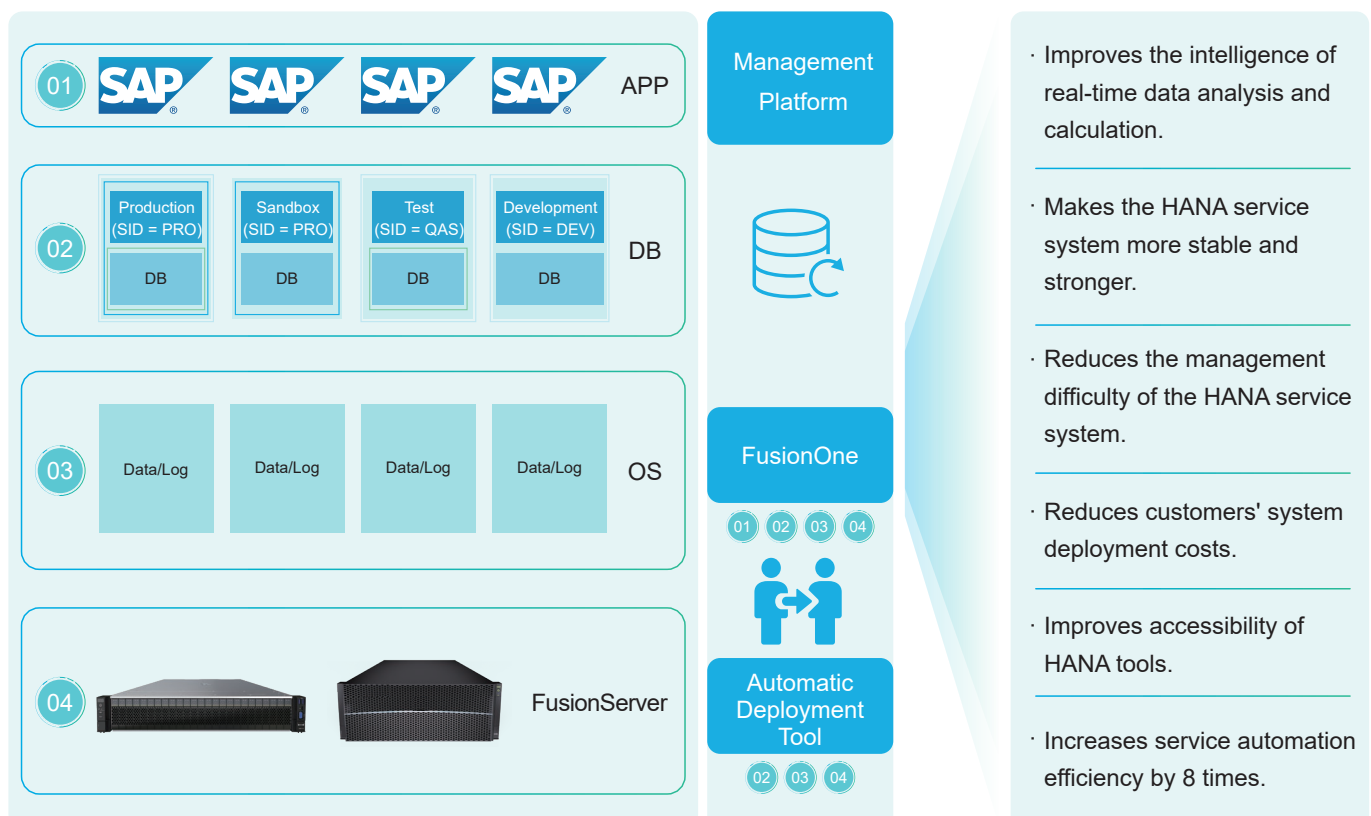 01
SAP®
SAP®
SAP®
SAP®
APP
02
Production
(SID = PRO)
DB
Sandbox
(SID = PRO)
DB
Test
(SID = QAS)
DB
Development
(SID = DEV)
DB
DB
03
Data/Log
Data/Log
Data/Log
Data/Log
OS
04
FusionServer
Management
Platform
FusionOne
01 02 03 04
Automatic
Deployment
Tool
02 03 04
· Improves the intelligence of
real-time data analysis and
calculation.
· Makes the HANA service
system more stable and
stronger.
· Reduces the management
difficulty of the HANA service
system.
· Reduces customers' system
deployment costs.
· Improves accessibility of
HANA tools.
· Increases service automation
efficiency by 8 times.